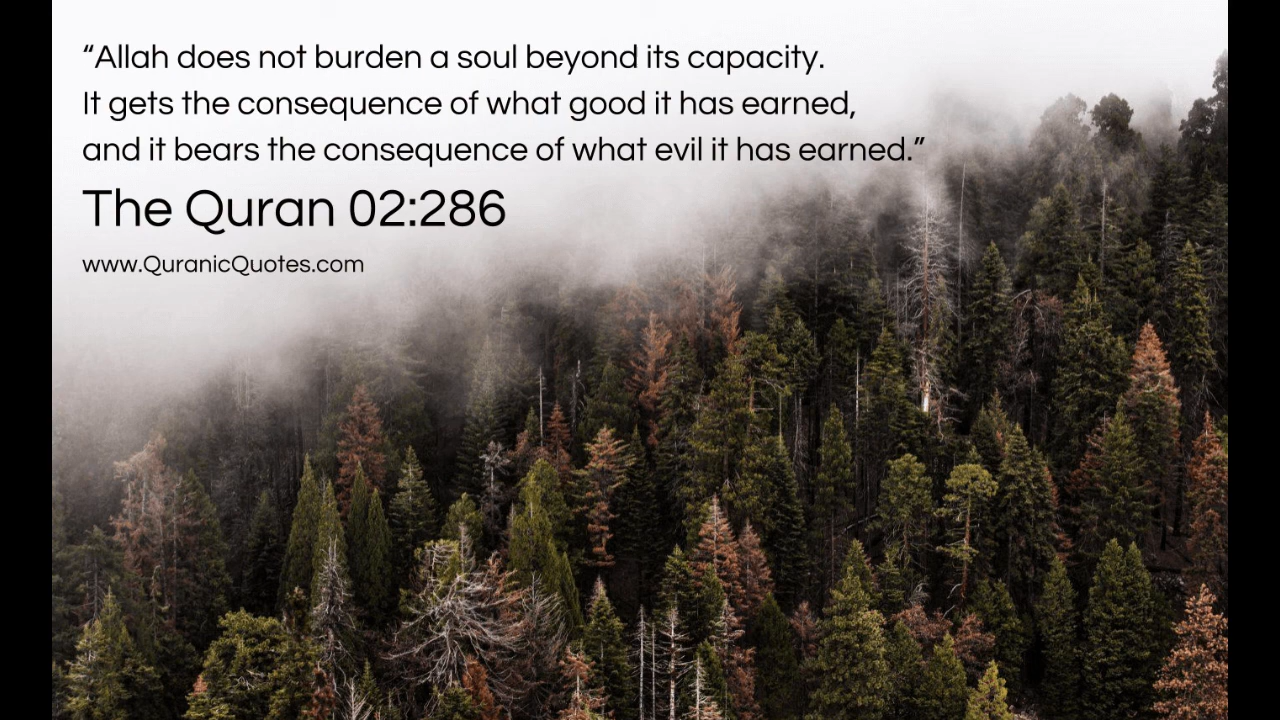 “Allah does not burden a soul beyond its capacity.
It gets the consequence of what good it has earned,
and it bears the consequence of what evil it has earned.”
The Quran 02:286
www.QuranicQuotes.com